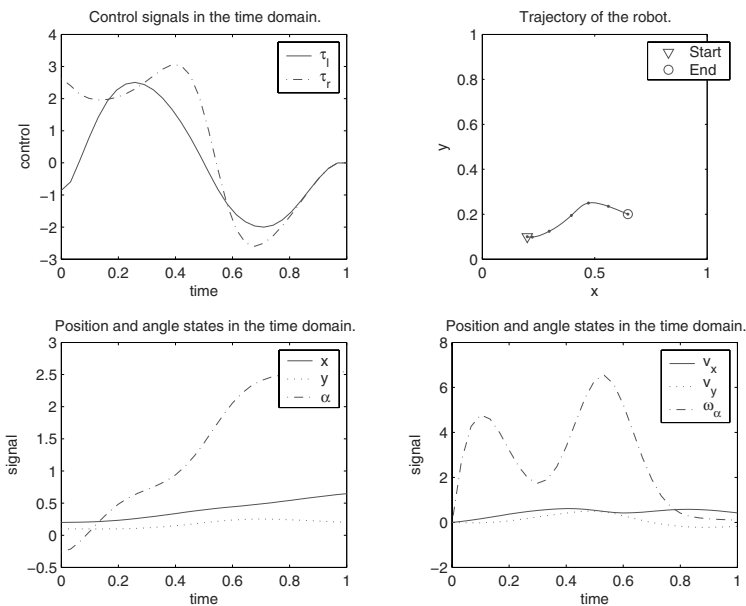 Control signals in the time domain.
4
3
2
1
0
−1
−2
−3
control
0
0.2
0.4
0.6
0.8
1
time
τl
τr
Trajectory of the robot.
1
0.8
0.6
0.4
0.2
0
y
0
0.5
1
x
Start
End
Position and angle states in the time domain.
3
2.5
2
1.5
1
0.5
0
−0.5
signal
0
0.2
0.4
0.6
0.8
1
time
x
y
α
Position and angle states in the time domain.
8
6
4
2
0
−2
signal
0
0.2
0.4
0.6
0.8
1
time
v_x
v_y
ω_α